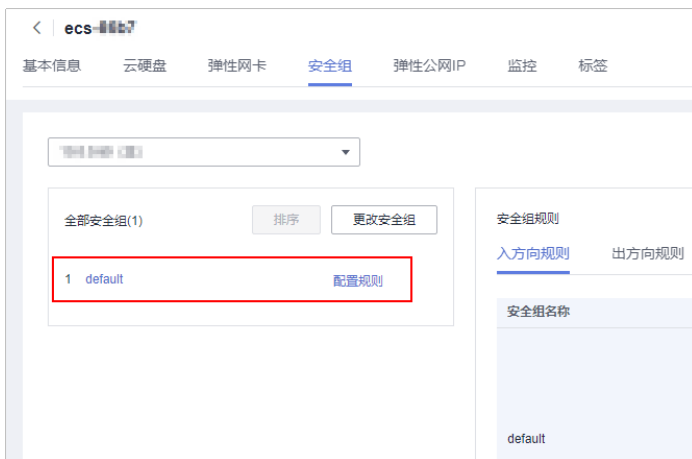 ecs-
基本信息 云硬盘 弹性网卡 安全组 弹性公网IP 监控 标签
全部安全组(1) 排序 更改安全组
1 default 配置规则
安全组规则
入方向规则 出方向规则
安全组名称
default